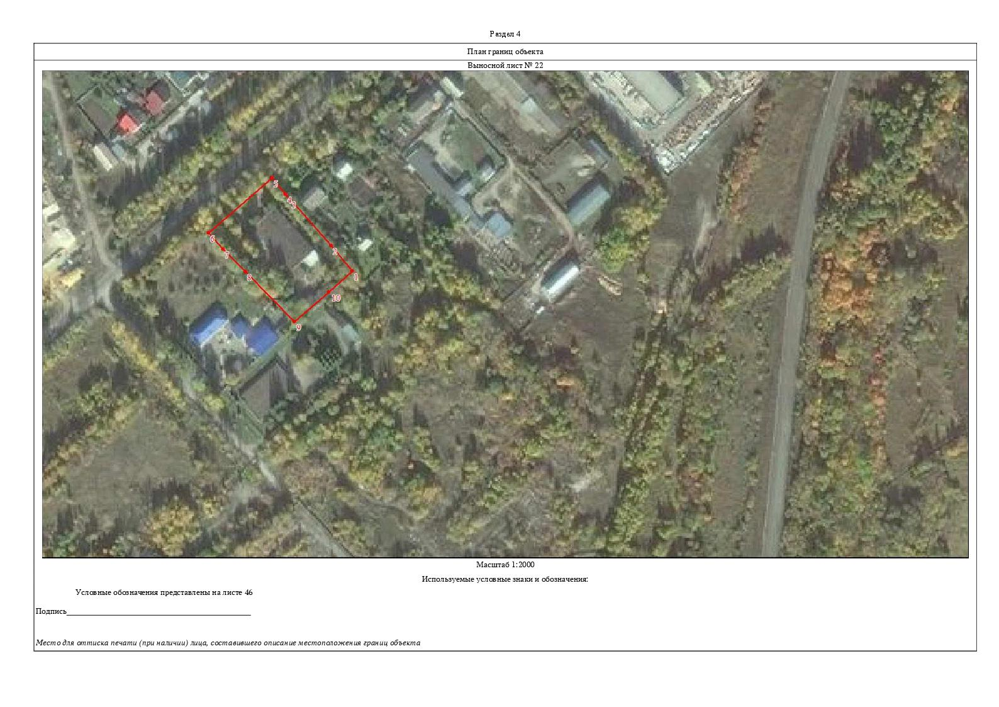 Раздел 4
План границ объекта
Выносной лист № 22
5
4
3
6
7
2
8
1
10
9
Масштаб 1:2000
Используемые условные знаки и обозначения:
Условные обозначения представлены на листе 46
Подпись
Место для оттиска печати (при наличии) лица, составившего описание местоположения границ объекта